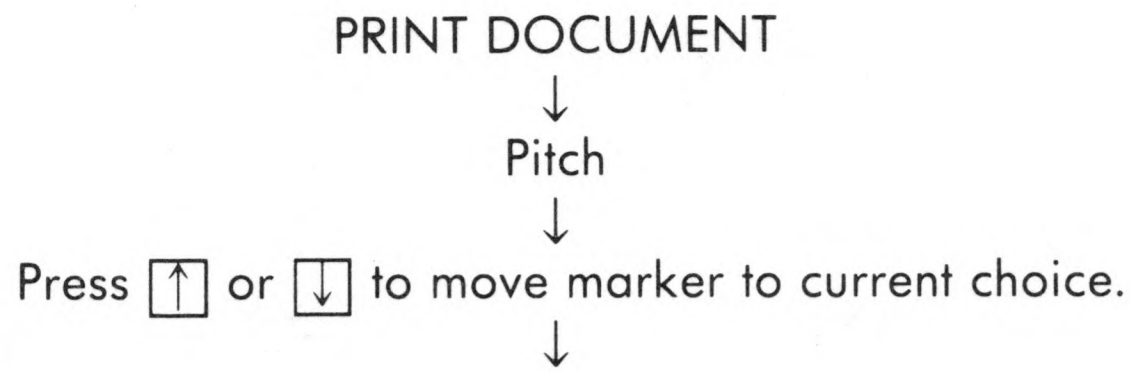 PRINT DOCUMENT
↓
Pitch
↓
Press ↑ or ↓ to move marker to current choice.
↓